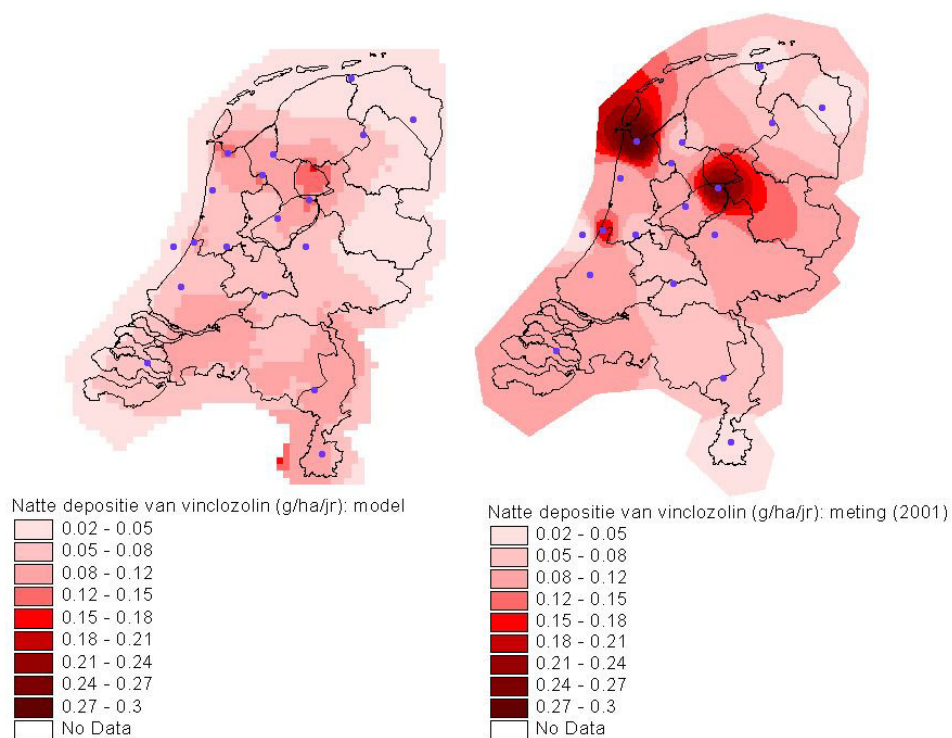 Natte depositie van vinclozolin (g/ha/jr): model
0.02 - 0.05
0.05 - 0.08
0.08 - 0.12
0.12 - 0.15
0.15 - 0.18
0.18 - 0.21
0.21 - 0.24
0.24 - 0.27
0.27 - 0.3
No Data
Natte depositie van vinclozolin (g/ha/jr): meting (2001)
0.02 - 0.05
0.05 - 0.08
0.08 - 0.12
0.12 - 0.15
0.15 - 0.18
0.18 - 0.21
0.21 - 0.24
0.24 - 0.27
0.27 - 0.3
No Data